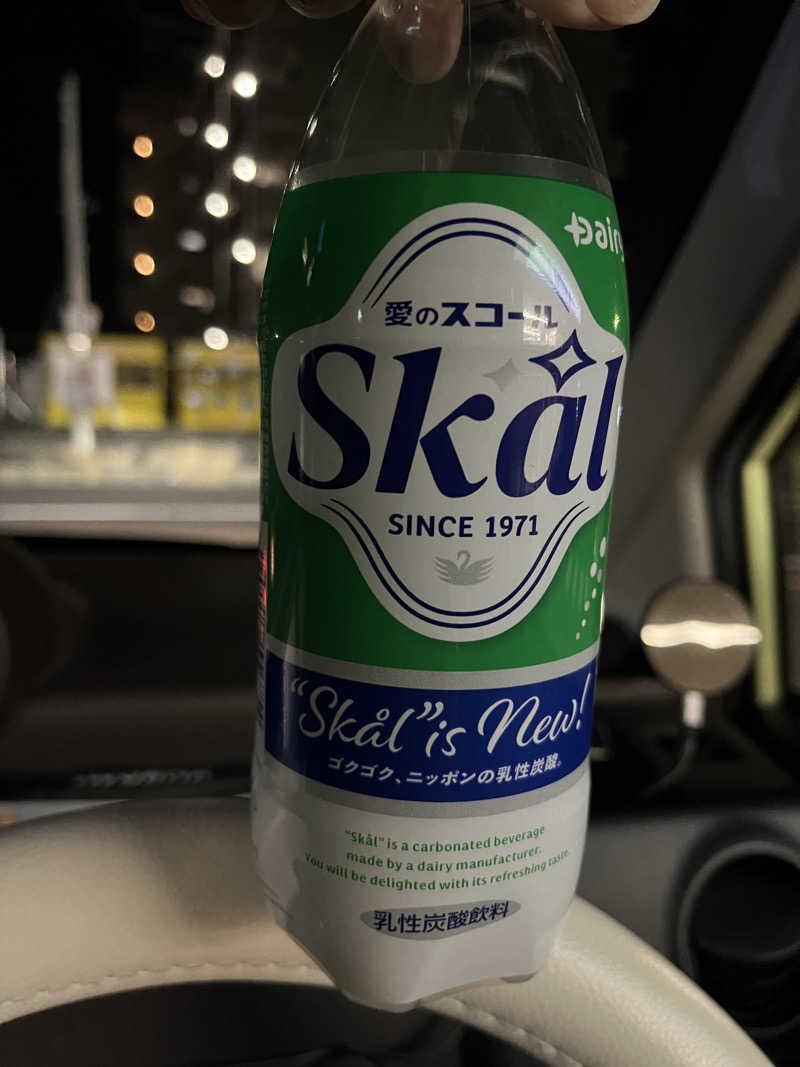 Dairy
愛のスコール
Skål
SINCE 1971
“Skål” is New!
ゴクゴク、ニッポンの乳性炭酸。
“Skål” is a carbonated beverage
made by a dairy manufacturer.
You will be delighted with its refreshing taste.
乳性炭酸飲料